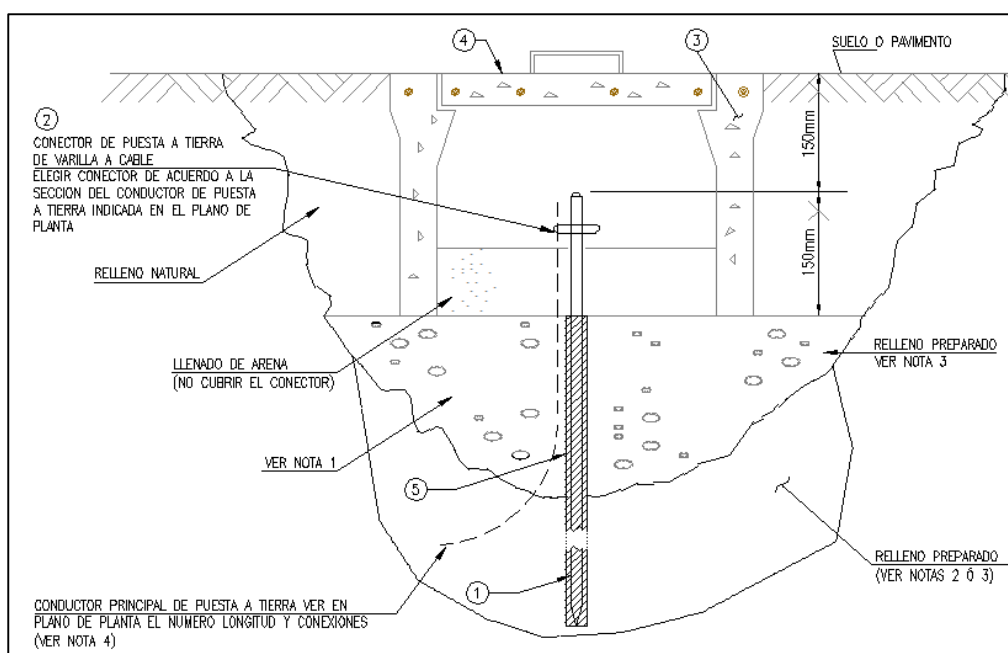 4
3
SUELO O PAVIMENTO
2
CONECTOR DE PUESTA A TIERRA
DE VARILLA A CABLE
ELEGIR CONECTOR DE ACUERDO A LA
SECCION DEL CONDUCTOR DE PUESTA
A TIERRA INDICADA EN EL PLANO DE
PLANTA
150mm
150mm
RELLENO NATURAL
LLENADO DE ARENA
(NO CUBRIR EL CONECTOR)
RELLENO PREPARADO
VER NOTA 3
VER NOTA 1
5
RELLENO PREPARADO
(VER NOTAS 2 Ó 3)
1
CONDUCTOR PRINCIPAL DE PUESTA A TIERRA VER EN
PLANO DE PLANTA EL NUMERO LONGITUD Y CONEXIONES
(VER NOTA 4)